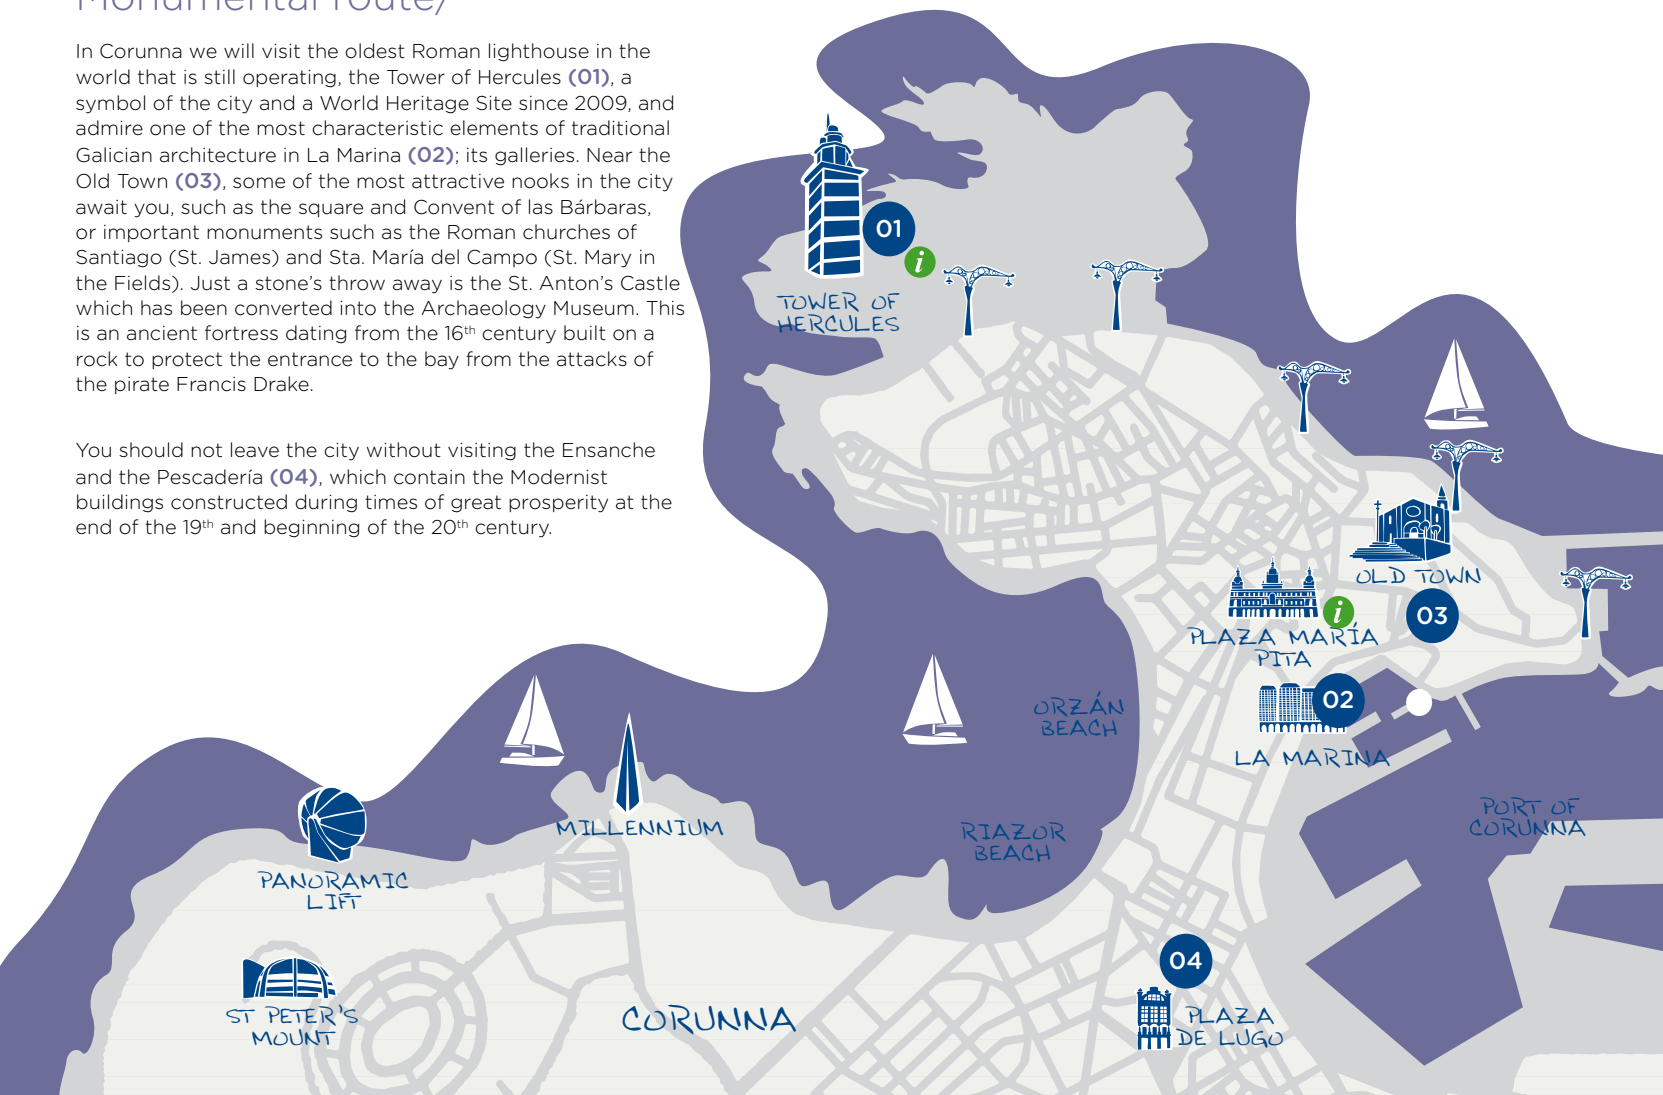 Monumental route/
In Corunna we will visit the oldest Roman lighthouse in the
world that is still operating, the Tower of Hercules (01), a
symbol of the city and a World Heritage Site since 2009, and
admire one of the most characteristic elements of traditional
Galician architecture in La Marina (02); its galleries. Near the
Old Town (03), some of the most attractive nooks in the city
await you, such as the square and Convent of las Bárbaras,
or important monuments such as the Roman churches of
Santiago (St. James) and Sta. María del Campo (St. Mary in
the Fields). Just a stone's throw away is the St. Anton's Castle
which has been converted into the Archaeology Museum. This
is an ancient fortress dating from the 16th century built on a
rock to protect the entrance to the bay from the attacks of
the pirate Francis Drake.
You should not leave the city without visiting the Ensanche
and the Pescadería (04), which contain the Modernist
buildings constructed during times of great prosperity at the
end of the 19th and beginning of the 20th century.
01
i
TOWER OF
HERCULES
OLD TOWN
03
i
PLAZA MARÍA
PITA
02
LA MARINA
ORZÁN
BEACH
PORT OF
CORUNNA
RIAZOR
BEACH
MILLENNIUM
PANORAMIC
LIFT
ST PETER'S
MOUNT
CORUNNA
04
PLAZA
DE LUGO